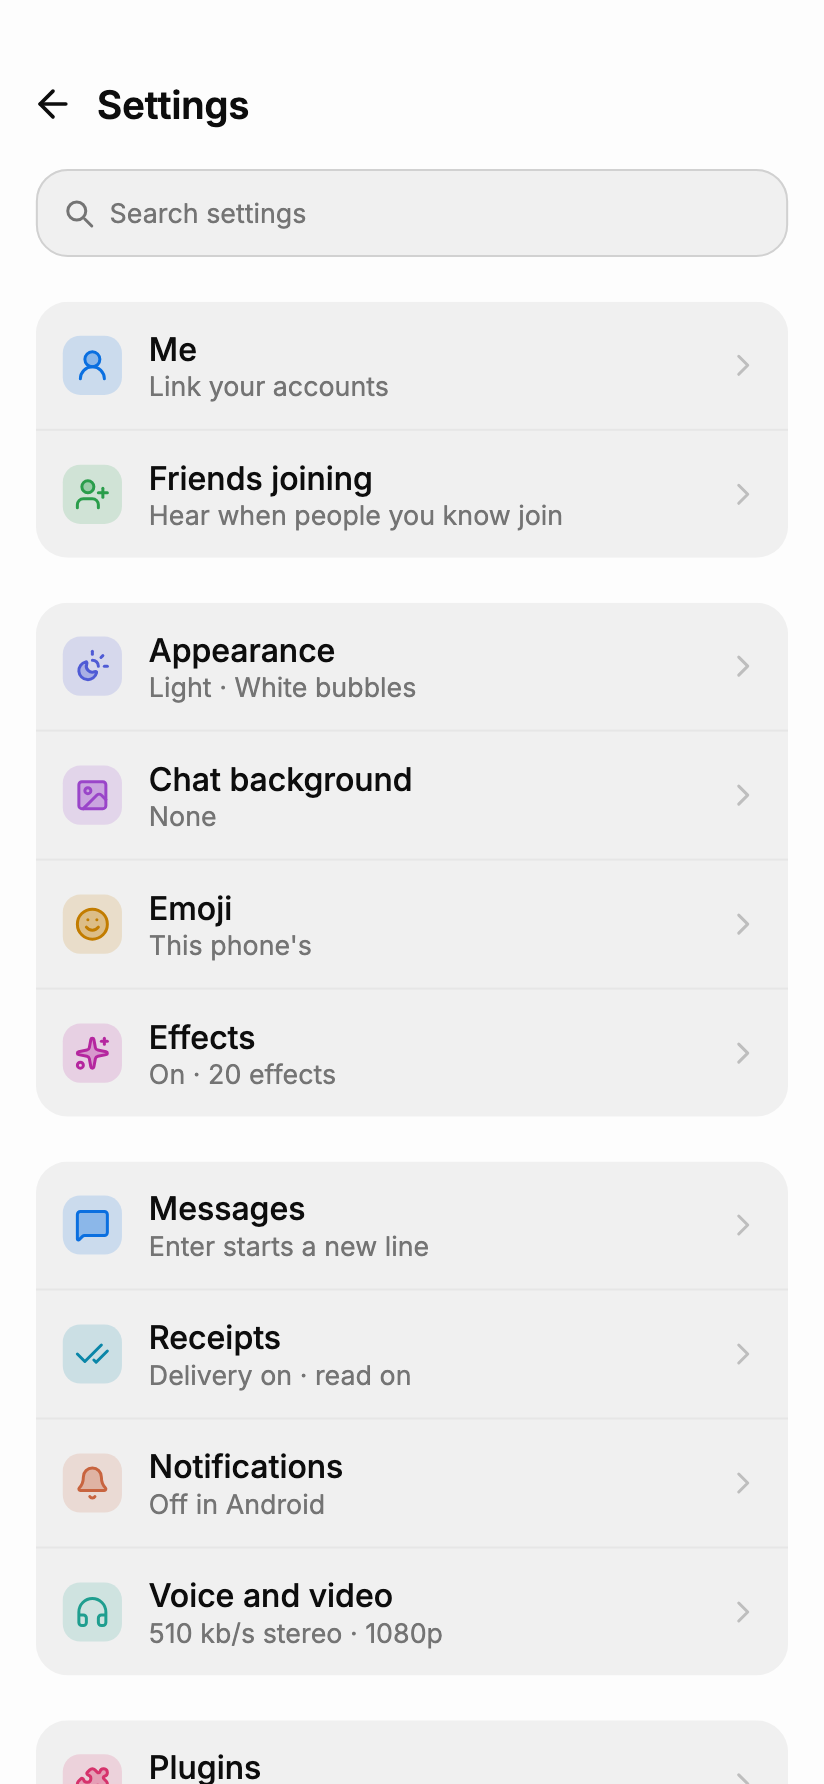 Settings
Search settings
Me
Link your accounts
Friends joining
Hear when people you know join
Appearance
Light · White bubbles
Chat background
None
Emoji
This phone's
Effects
On · 20 effects
Messages
Enter starts a new line
Receipts
Delivery on · read on
Notifications
Off in Android
Voice and video
510 kb/s stereo · 1080p
Plugins